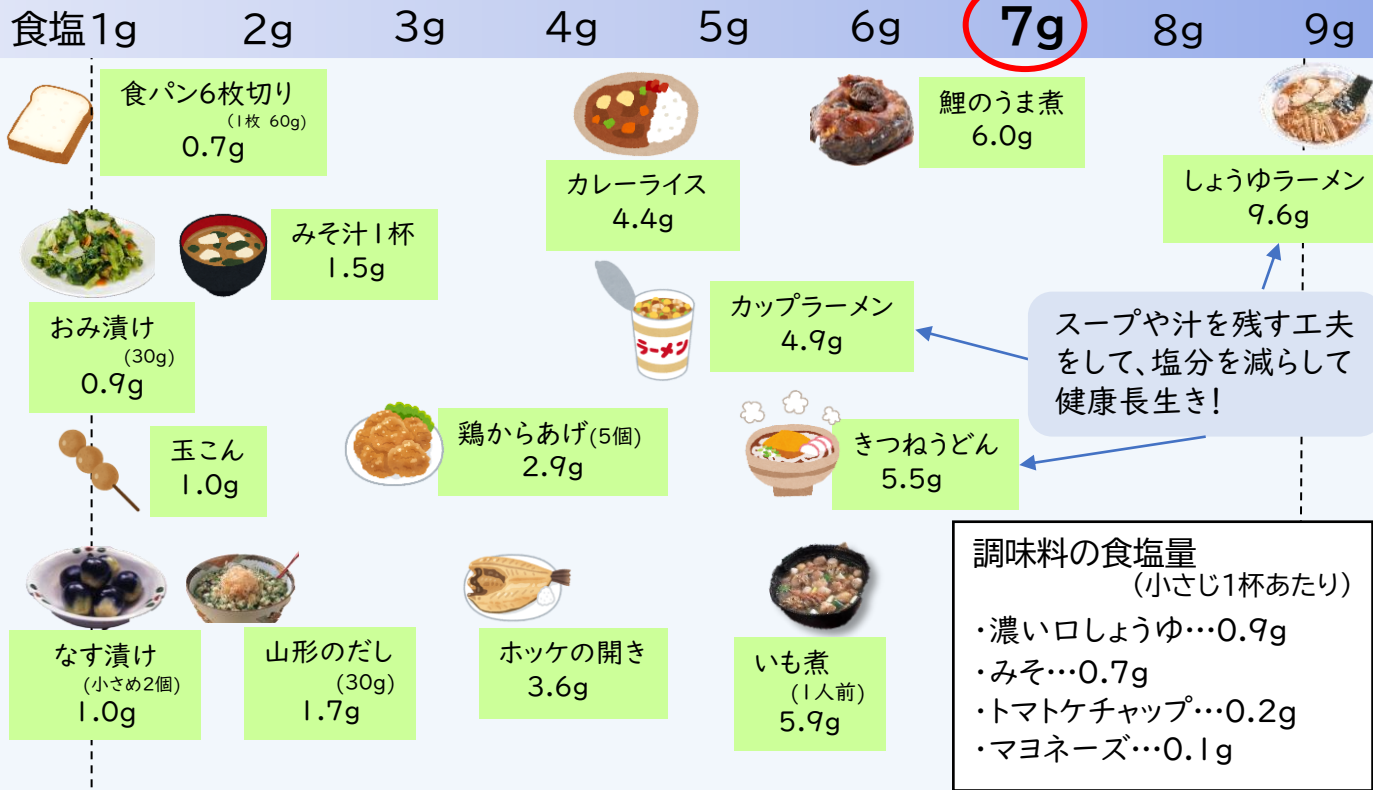 食塩1g 2g 3g 4g 5g 6g 7g 8g 9g
食パン6枚切り
(1枚 60g)
0.7g
カレーライス
4.4g
鯉のうま煮
6.0g
しょうゆラーメン
9.6g
おみ漬け
(30g)
0.9g
みそ汁1杯
1.5g
ラーメン
カップラーメン
4.9g
スープや汁を残す工夫
をして、塩分を減らして
健康長生き!
玉こん
1.0g
鶏からあげ(5個)
2.9g
きつねうどん
5.5g
なす漬け
(小さめ2個)
1.0g
山形のだし
(30g)
1.7g
ホッケの開き
3.6g
いも煮
(1人前)
5.9g
調味料の食塩量
(小さじ1杯あたり)
・濃い口しょうゆ…0.9g
・みそ…0.7g
・トマトケチャップ…0.2g
・マヨネーズ…0.1g